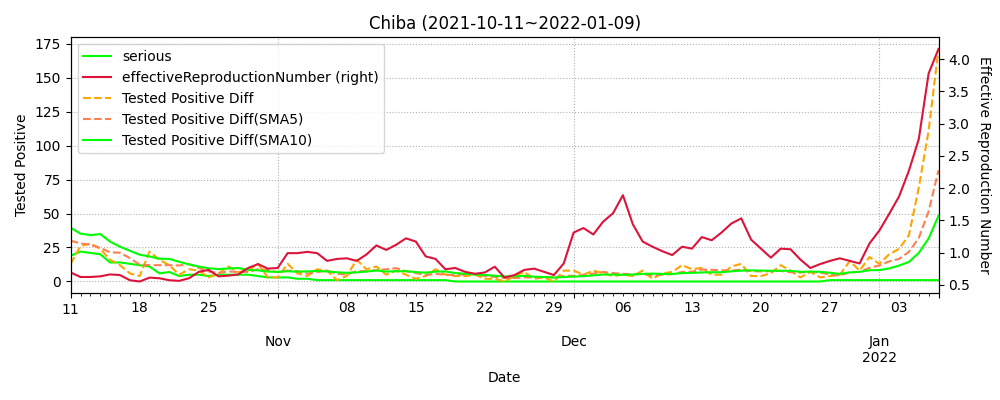 Chiba (2021-10-11~2022-01-09)
serious
effectiveReproductionNumber (right)
Tested Positive Diff
Tested Positive Diff(SMA5)
Tested Positive Diff(SMA10)
Tested Positive
175
150
125
100
75
50
25
0
4.0
3.5
3.0
2.5
2.0
1.5
1.0
0.5
Effective Reproduction Number
11 18 25 08 15 22 29 06 13 20 27 03
Nov Dec Jan
2022
Date